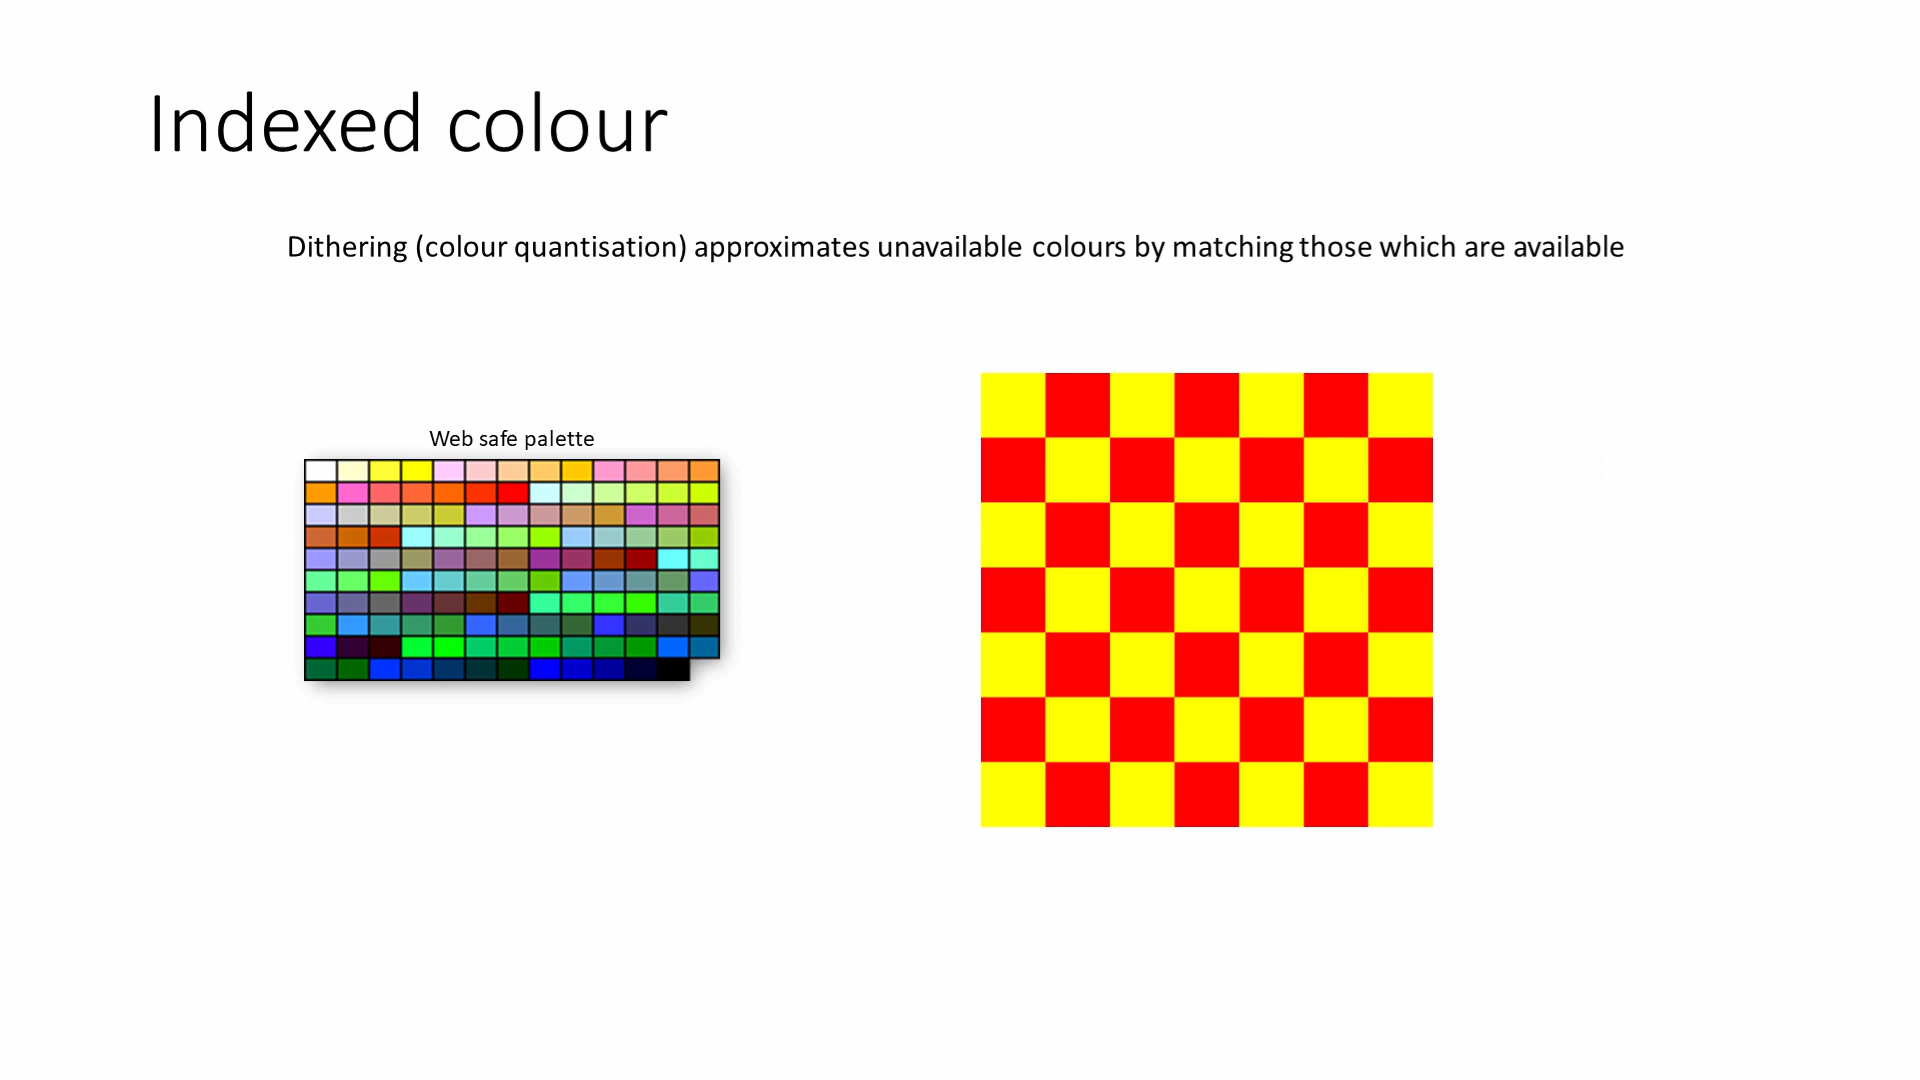 Indexed colour
Dithering (colour quantisation) approximates unavailable colours by matching those which are available
Web safe palette